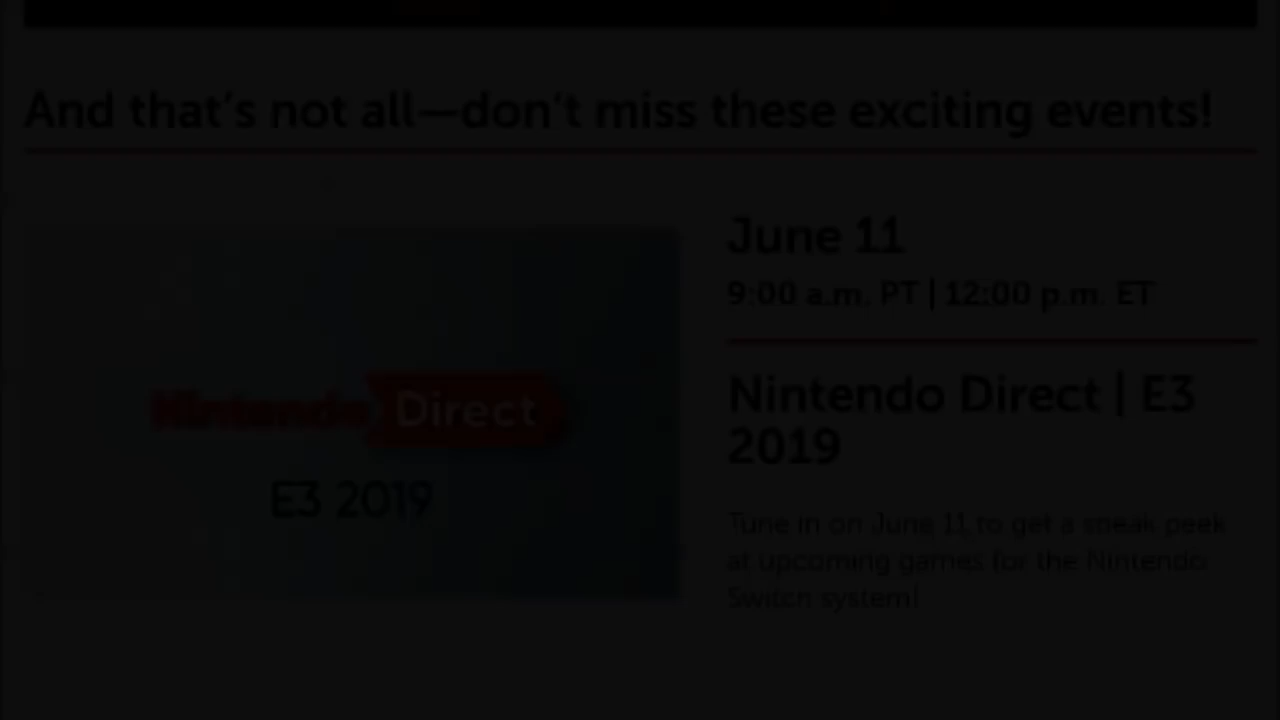 And that's not all—don't miss these exciting events!
June 11
9:00 a.m. PT | 12:00 p.m. ET
Nintendo Direct
E3 2019
Nintendo Direct | E3
2019
Tune in on June 11 to get a sneak peek
at upcoming games for the Nintendo
Switch system!